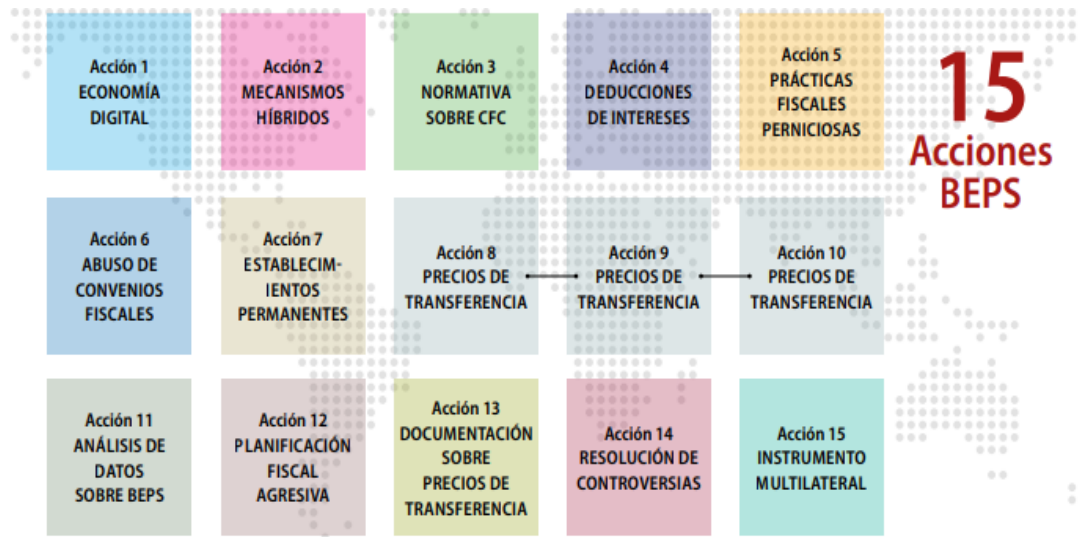 Acción 1
ECONOMÍA
DIGITAL
Acción 2
MECANISMOS
HÍBRIDOS
Acción 3
NORMATIVA
SOBRE CFC
Acción 4
DEDUCCIONES
DE INTERESES
Acción 5
PRÁCTICAS
FISCALES
PERNICIOSAS
15
Acciones
BEPS
Acción 6
ABUSO DE
CONVENIOS
FISCALES
Acción 7
ESTABLECIM-
IENTOS
PERMANENTES
Acción 8
PRECIOS DE
TRANSFERENCIA
Acción 9
PRECIOS DE
TRANSFERENCIA
Acción 10
PRECIOS DE
TRANSFERENCIA
Acción 11
ANÁLISIS DE
DATOS
SOBRE BEPS
Acción 12
PLANIFICACIÓN
FISCAL
AGRESIVA
Acción 13
DOCUMENTACIÓN
SOBRE
PRECIOS DE
TRANSFERENCIA
Acción 14
RESOLUCIÓN DE
CONTROVERSIAS
Acción 15
INSTRUMENTO
MULTILATERAL